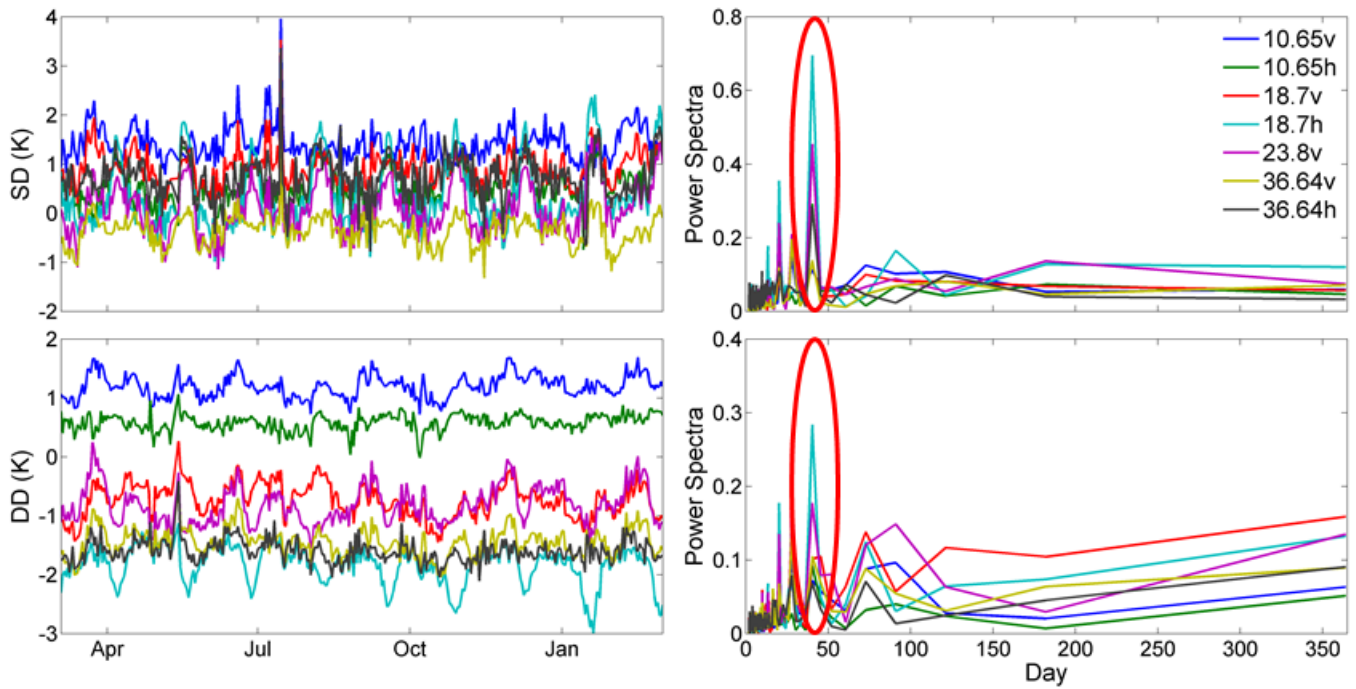 4
3
2
1
0
-1
-2
SD (K)
0.8
0.6
0.4
0.2
0
Power Spectra
10.65v
10.65h
18.7v
18.7h
23.8v
36.64v
36.64h
2
1
0
-1
-2
-3
DD (K)
Apr Jul Oct Jan
0.4
0.3
0.2
0.1
0
Power Spectra
0 50 100 150 200 250 300 350
Day